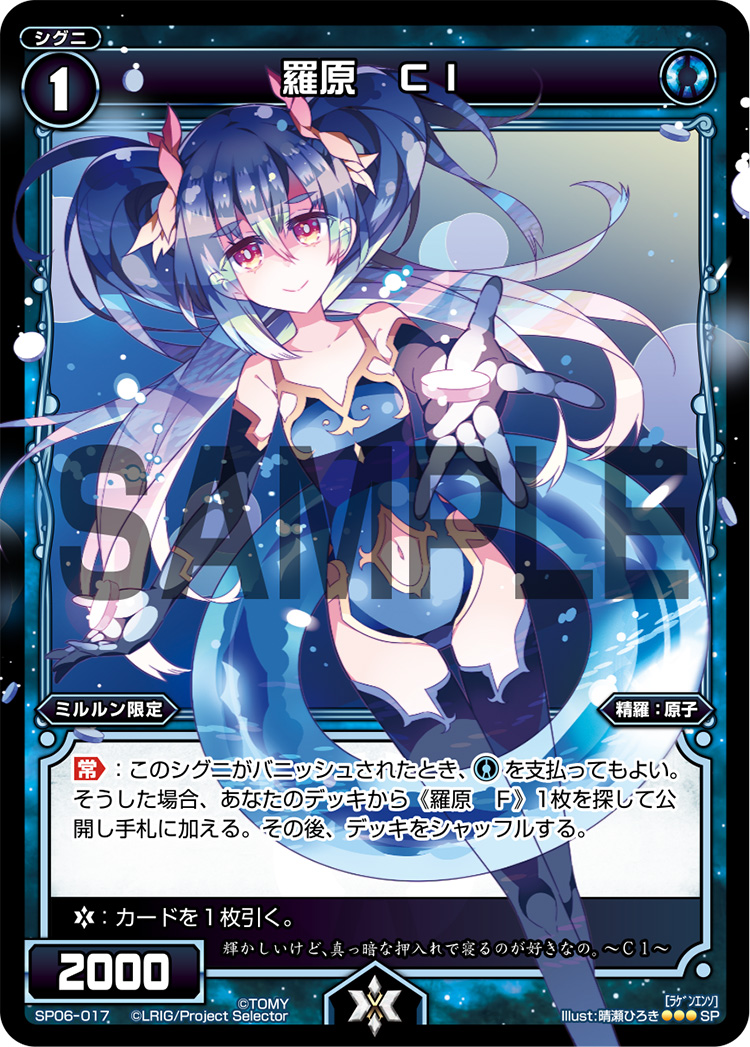 シグニ
1
羅原　Cl
SAMPLE
ミルルン限定
精羅：原子
常：このシグニがバニッシュされたとき、を支払ってもよい。
そうした場合、あなたのデッキから《羅原　F》1枚を探して公
開し手札に加える。その後、デッキをシャッフルする。
：カードを1枚引く。
輝かしいけど、真っ暗な押入れで寝るのが好きなの。～Cl～
2000
[ﾗｹﾞﾝｴﾝｿ]
SP06-017 ©LRIG/Project Selector ©TOMY
Illust:晴瀬ひろき SP